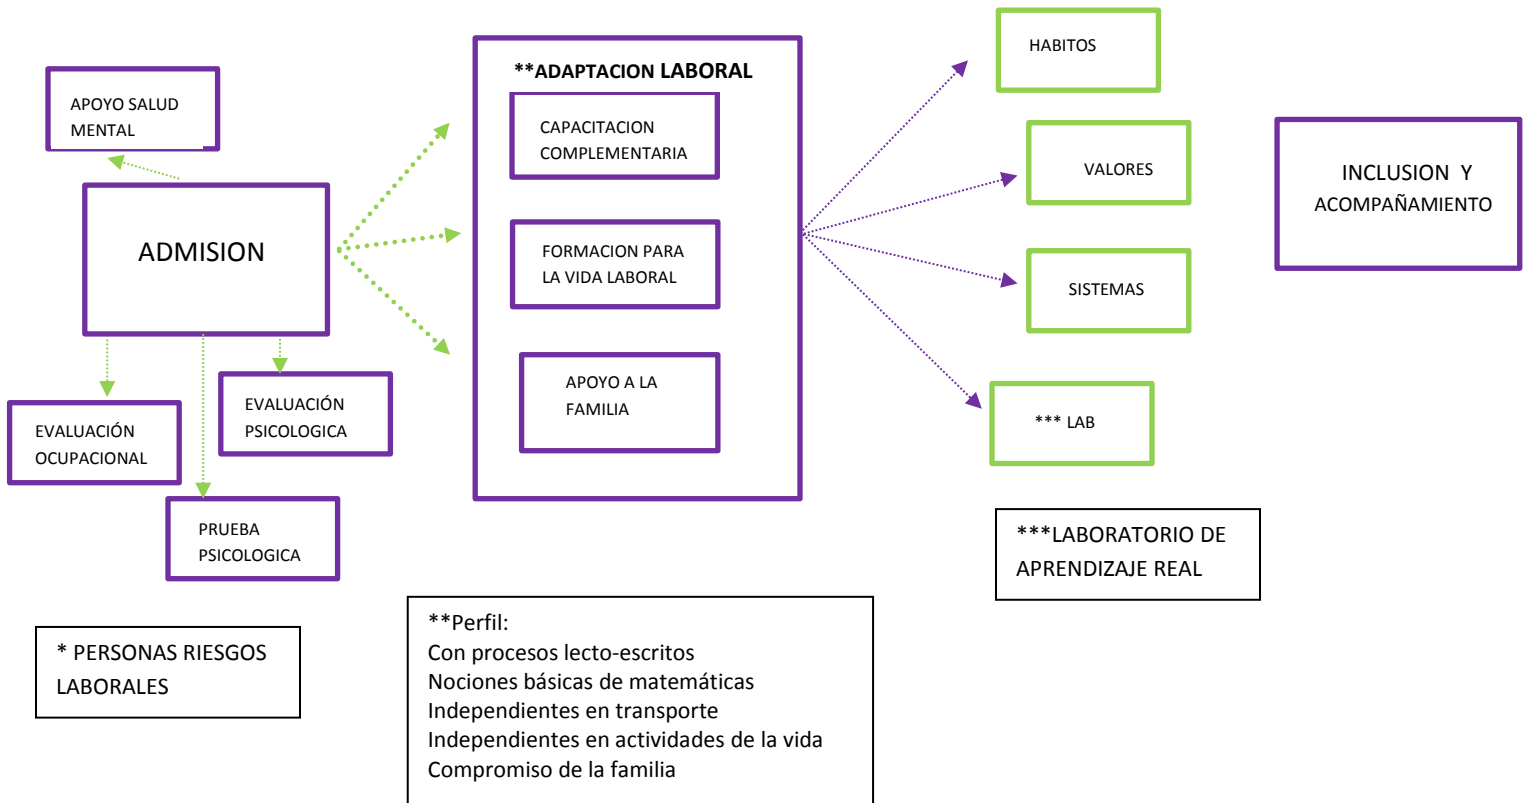 APOYO SALUD
MENTAL
ADMISION
EVALUACIÓN
OCUPACIONAL
EVALUACIÓN
PSICOLOGICA
PRUEBA
PSICOLOGICA
* PERSONAS RIESGOS
LABORALES
**ADAPTACION LABORAL
CAPACITACION
COMPLEMENTARIA
FORMACION PARA
LA VIDA LABORAL
APOYO A LA
FAMILIA
**Perfil:
Con procesos lecto-escritos
Nociones básicas de matemáticas
Independientes en transporte
Independientes en actividades de la vida
Compromiso de la familia
HABITOS
VALORES
SISTEMAS
*** LAB
***LABORATORIO DE
APRENDIZAJE REAL
INCLUSION Y
ACOMPAÑAMIENTO